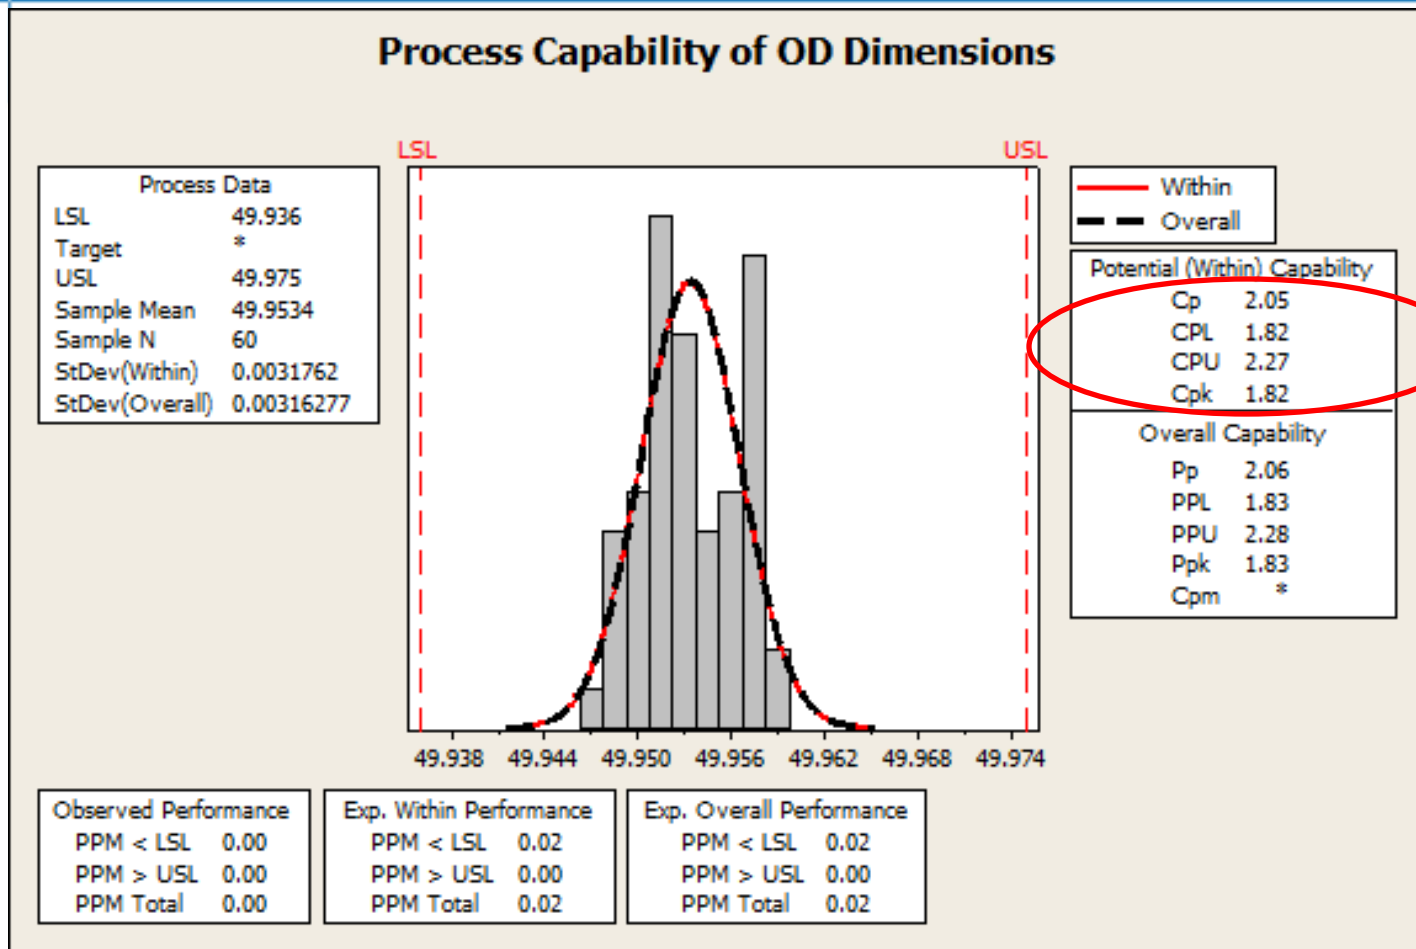 Process Capability of OD Dimensions
LSL
USL
Process Data
LSL 49.936
Target *
USL 49.975
Sample Mean 49.9534
Sample N 60
StDev(Within) 0.0031762
StDev(Overall) 0.00316277
Within
Overall
Potential (Within) Capability
Cp 2.05
CPL 1.82
CPU 2.27
Cpk 1.82
Overall Capability
Pp 2.06
PPL 1.83
PPU 2.28
Ppk 1.83
Cpm *
49.938 49.944 49.950 49.956 49.962 49.968 49.974
Observed Performance
PPM < LSL 0.00
PPM > USL 0.00
PPM Total 0.00
Exp. Within Performance
PPM < LSL 0.02
PPM > USL 0.00
PPM Total 0.02
Exp. Overall Performance
PPM < LSL 0.02
PPM > USL 0.00
PPM Total 0.02